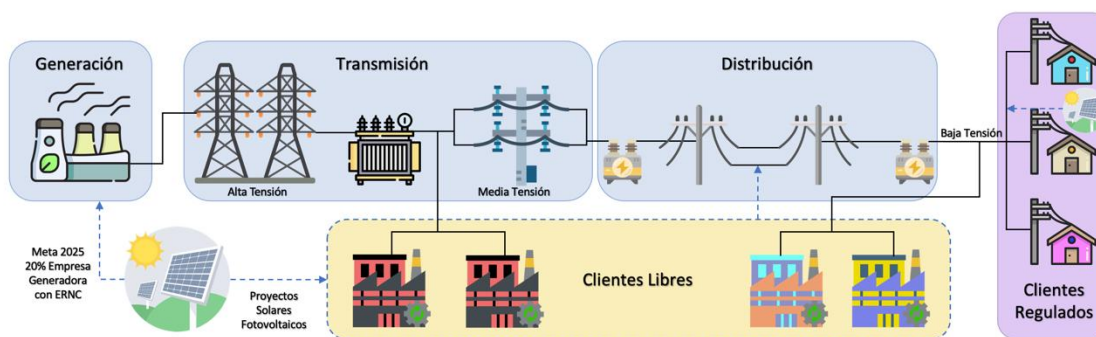 Generación
Transmisión
Distribución
Baja Tensión
Alta Tensión
Media Tensión
Meta 2025
20% Empresa
Generadora
con ERNC
Proyectos
Solares
Fotovoltaicos
Clientes Libres
Clientes
Regulados